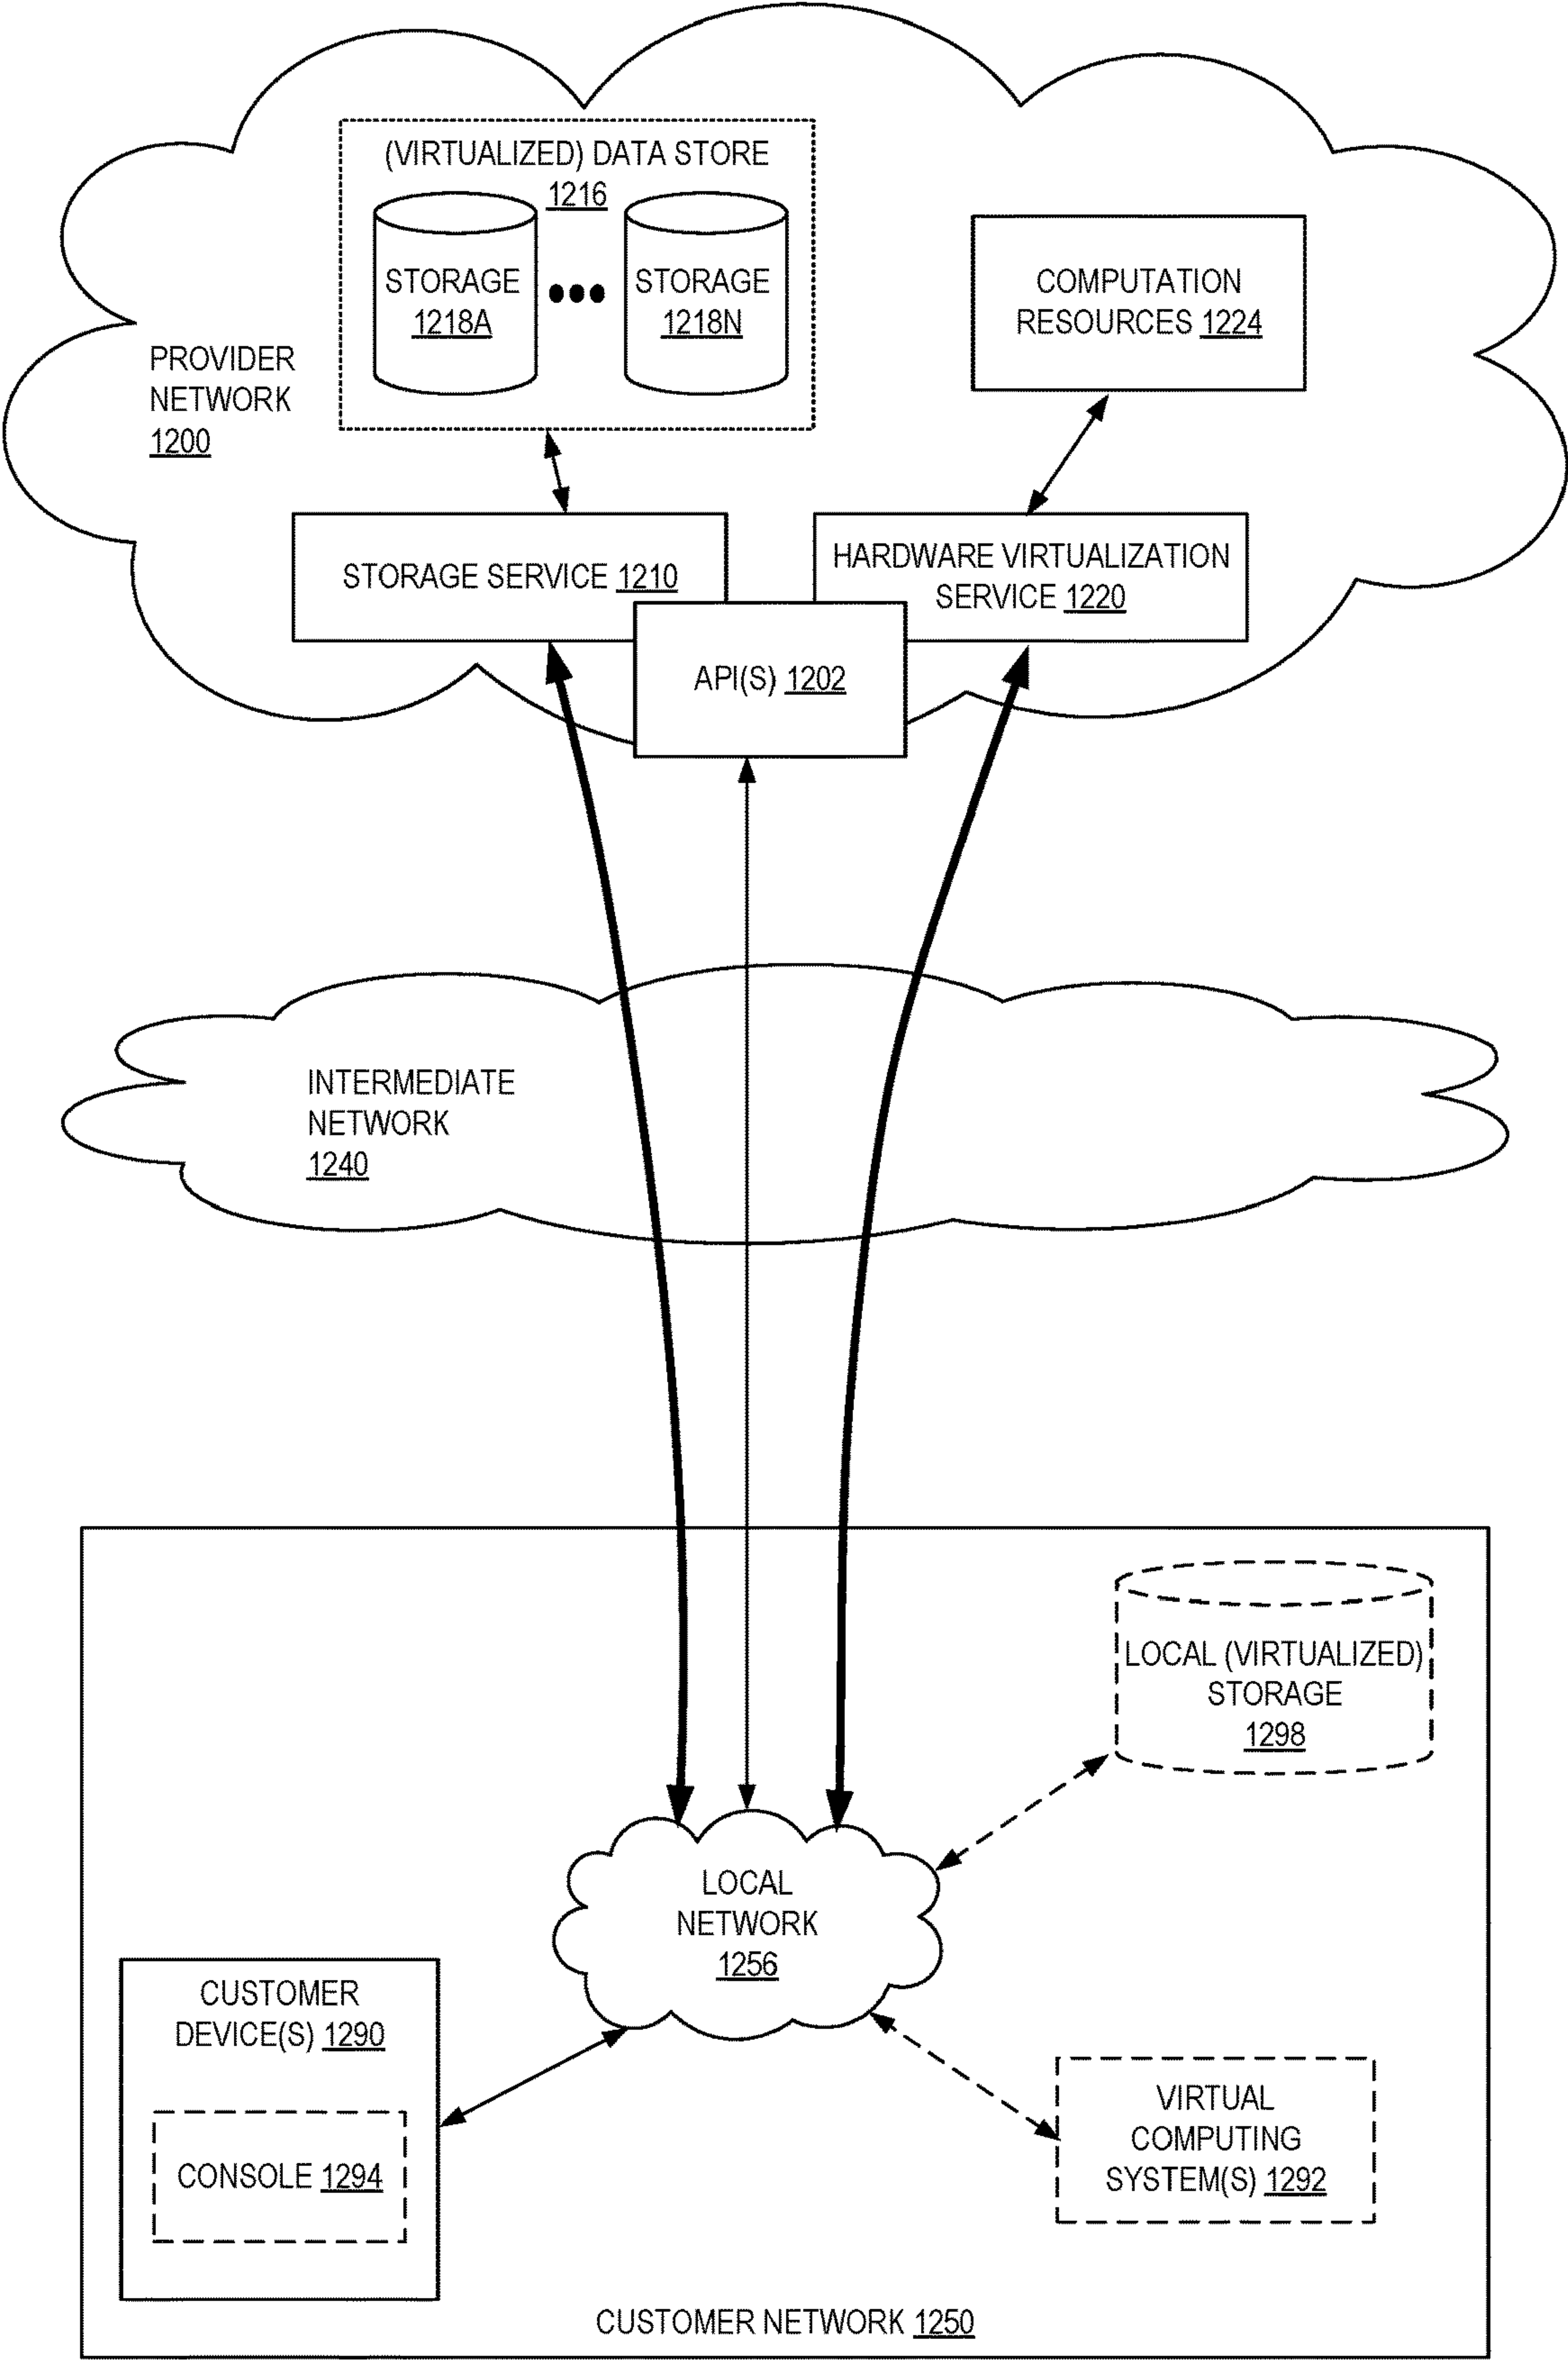 (VIRTUALIZED) DATA STORE
1216
STORAGE
1218A
STORAGE
1218N
COMPUTATION
RESOURCES 1224
PROVIDER
NETWORK
1200
STORAGE SERVICE 1210
HARDWARE VIRTUALIZATION
SERVICE 1220
API(S) 1202
INTERMEDIATE
NETWORK
1240
LOCAL (VIRTUALIZED)
STORAGE
1298
LOCAL
NETWORK
1256
CUSTOMER
DEVICE(S) 1290
CONSOLE 1294
VIRTUAL
COMPUTING
SYSTEM(S) 1292
CUSTOMER NETWORK 1250